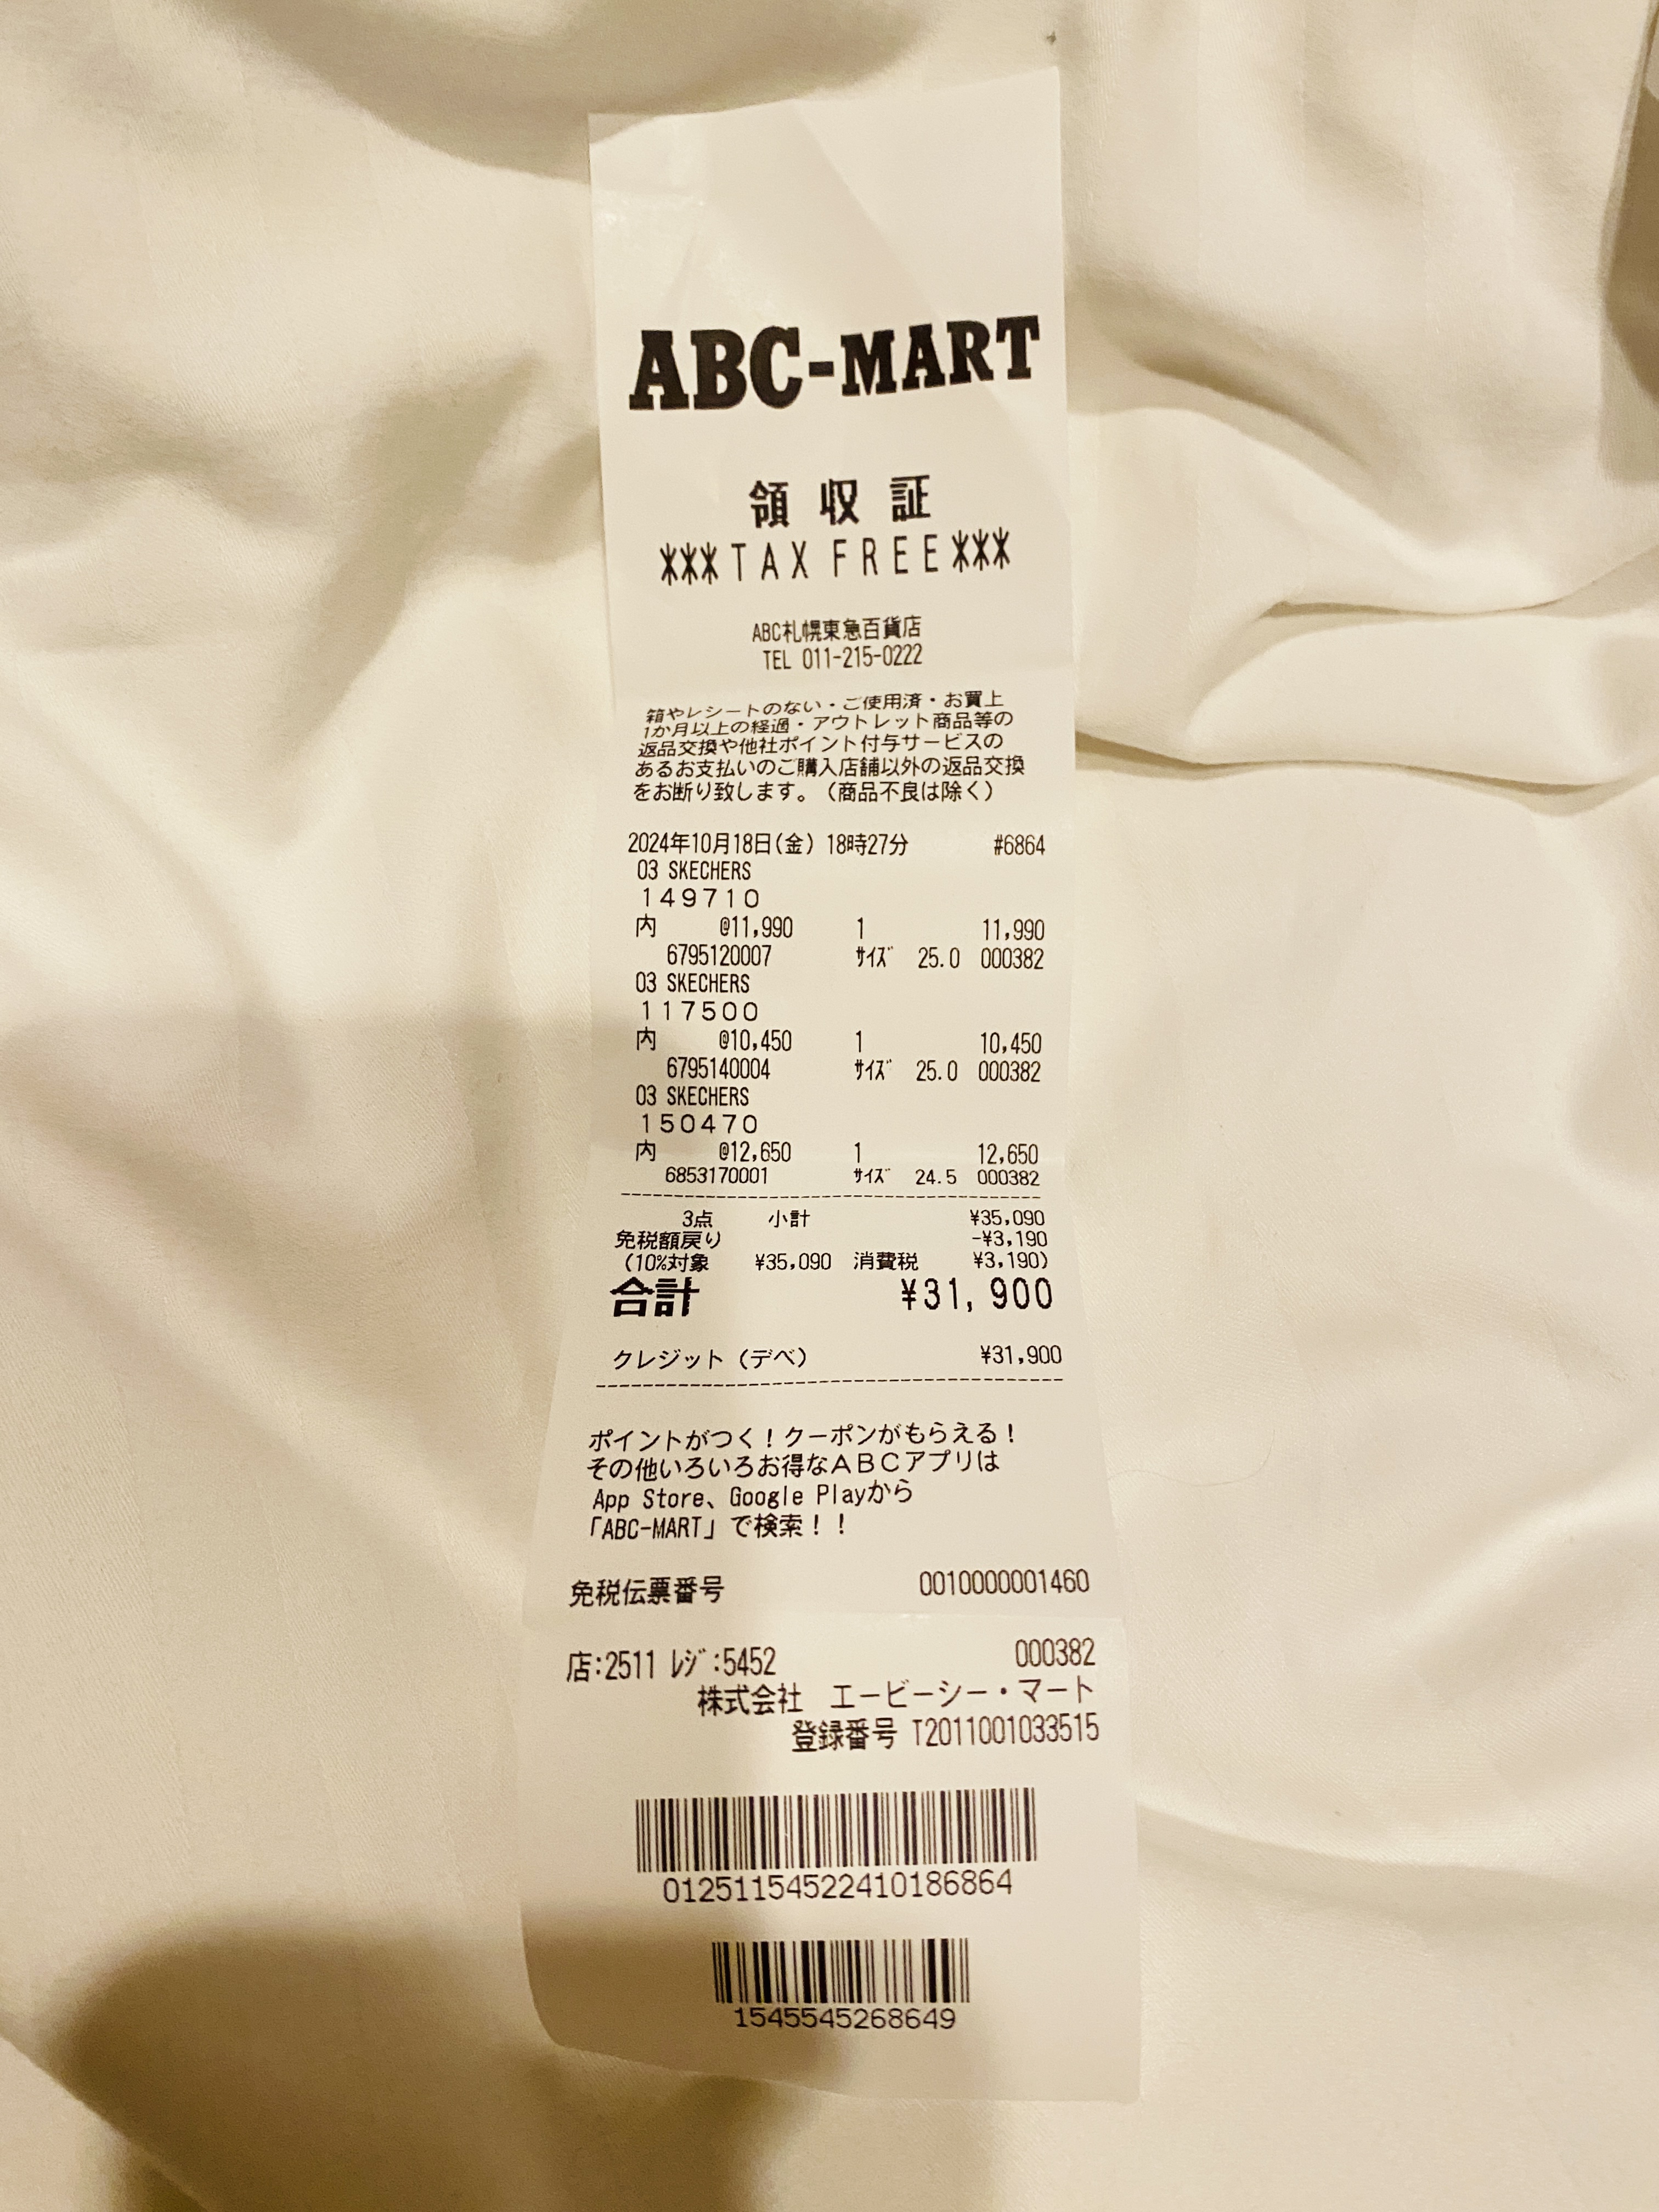 ABC-MART
領収証
***TAX FREE***
ABC札幌東急百貨店
TEL 011-215-0222
箱やレシートのない・ご使用済・お買上
1か月以上の経過・アウトレット商品等の
返品交換や他社ポイント付与サービスの
あるお支払いのご購入店舗以外の返品交換
をお断り致します。（商品不良は除く）
2024年10月18日(金) 18時27分 #6864
03 SKECHERS
149710
内 @11,990 1 11,990
6795120007 ｻｲｽﾞ 25.0 000382
03 SKECHERS
117500
内 @10,450 1 10,450
6795140004 ｻｲｽﾞ 25.0 000382
03 SKECHERS
150470
内 @12,650 1 12,650
6853170001 ｻｲｽﾞ 24.5 000382
3点 小計 ¥35,090
免税額戻り -¥3,190
(10%対象 ¥35,090 消費税 ¥3,190)
合計 ¥31,900
クレジット（デベ） ¥31,900
ポイントがつく！クーポンがもらえる！
その他いろいろお得なＡＢＣアプリは
App Store、Google Playから
「ABC-MART」で検索！！
免税伝票番号 0010000001460
店:2511 ﾚｼﾞ:5452 000382
株式会社 エービーシー・マート
登録番号 T2011001033515
01251154522410186864
1545545268649